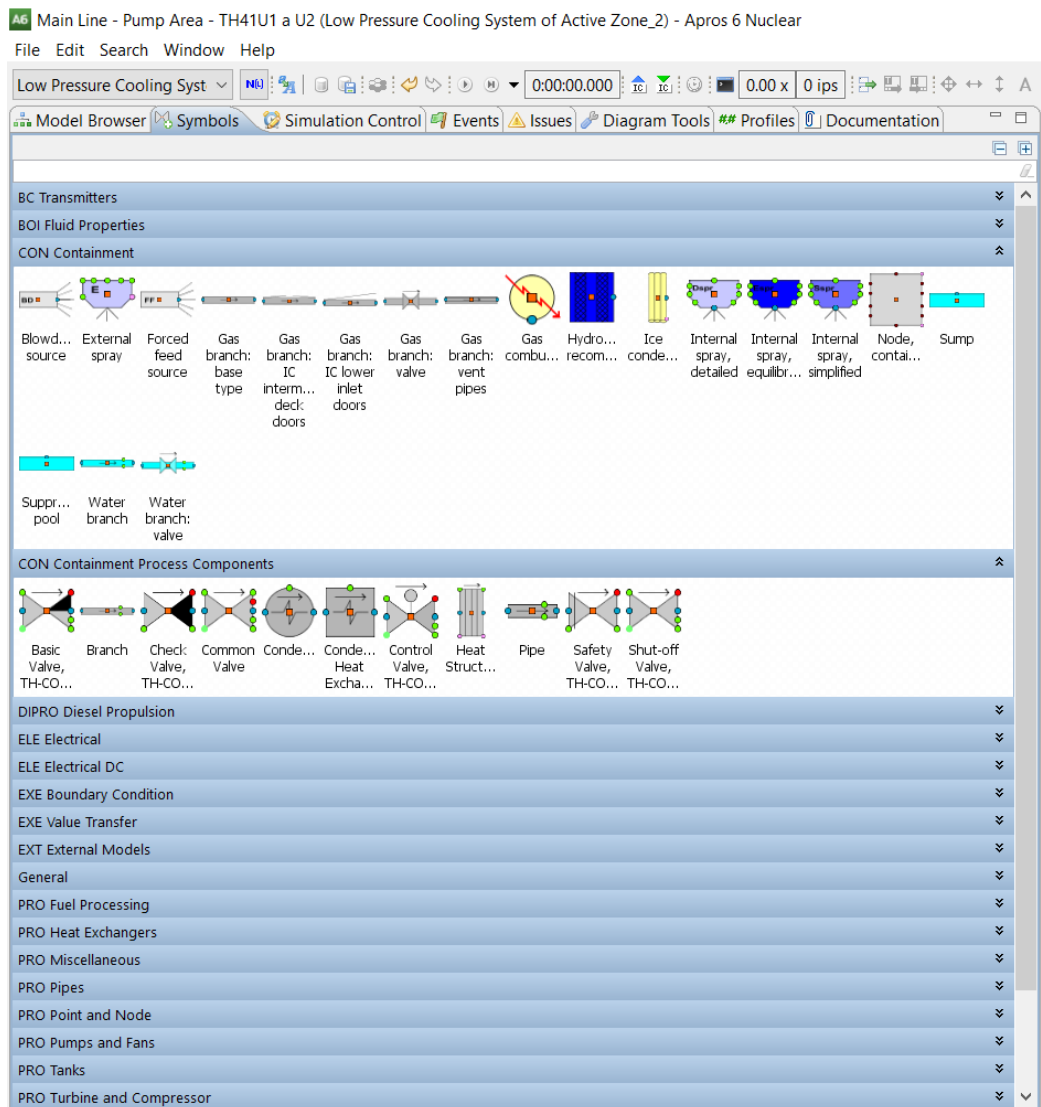 A6 Main Line - Pump Area - TH41U1 a U2 (Low Pressure Cooling System of Active Zone_2) - Apros 6 Nuclear
File Edit Search Window Help
Low Pressure Cooling Syst N(t) 0:00:00.000 IC IC 0.00 x 0 ips A
Model Browser Symbols Simulation Control Events Issues Diagram Tools ## Profiles Documentation
BC Transmitters
BOI Fluid Properties
CON Containment
BD E FF Dspr Sspr
Blowd... External Forced Gas Gas Gas Gas Gas Gas Hydro... Ice Internal Internal Internal Node, Sump
source spray feed branch: branch: branch: branch: branch: combu... recom... conde... spray, spray, spray, contai...
source base IC IC lower valve vent detailed equilibr... simplified
type interm... inlet pipes
deck doors
doors
Suppr... Water Water
pool branch branch:
valve
CON Containment Process Components
Basic Branch Check Common Conde... Conde... Control Heat Pipe Safety Shut-off
Valve, Valve, Valve Heat Valve, Struct... Valve, Valve,
TH-CO... TH-CO... Excha... TH-CO... TH-CO... TH-CO...
DIPRO Diesel Propulsion
ELE Electrical
ELE Electrical DC
EXE Boundary Condition
EXE Value Transfer
EXT External Models
General
PRO Fuel Processing
PRO Heat Exchangers
PRO Miscellaneous
PRO Pipes
PRO Point and Node
PRO Pumps and Fans
PRO Tanks
PRO Turbine and Compressor